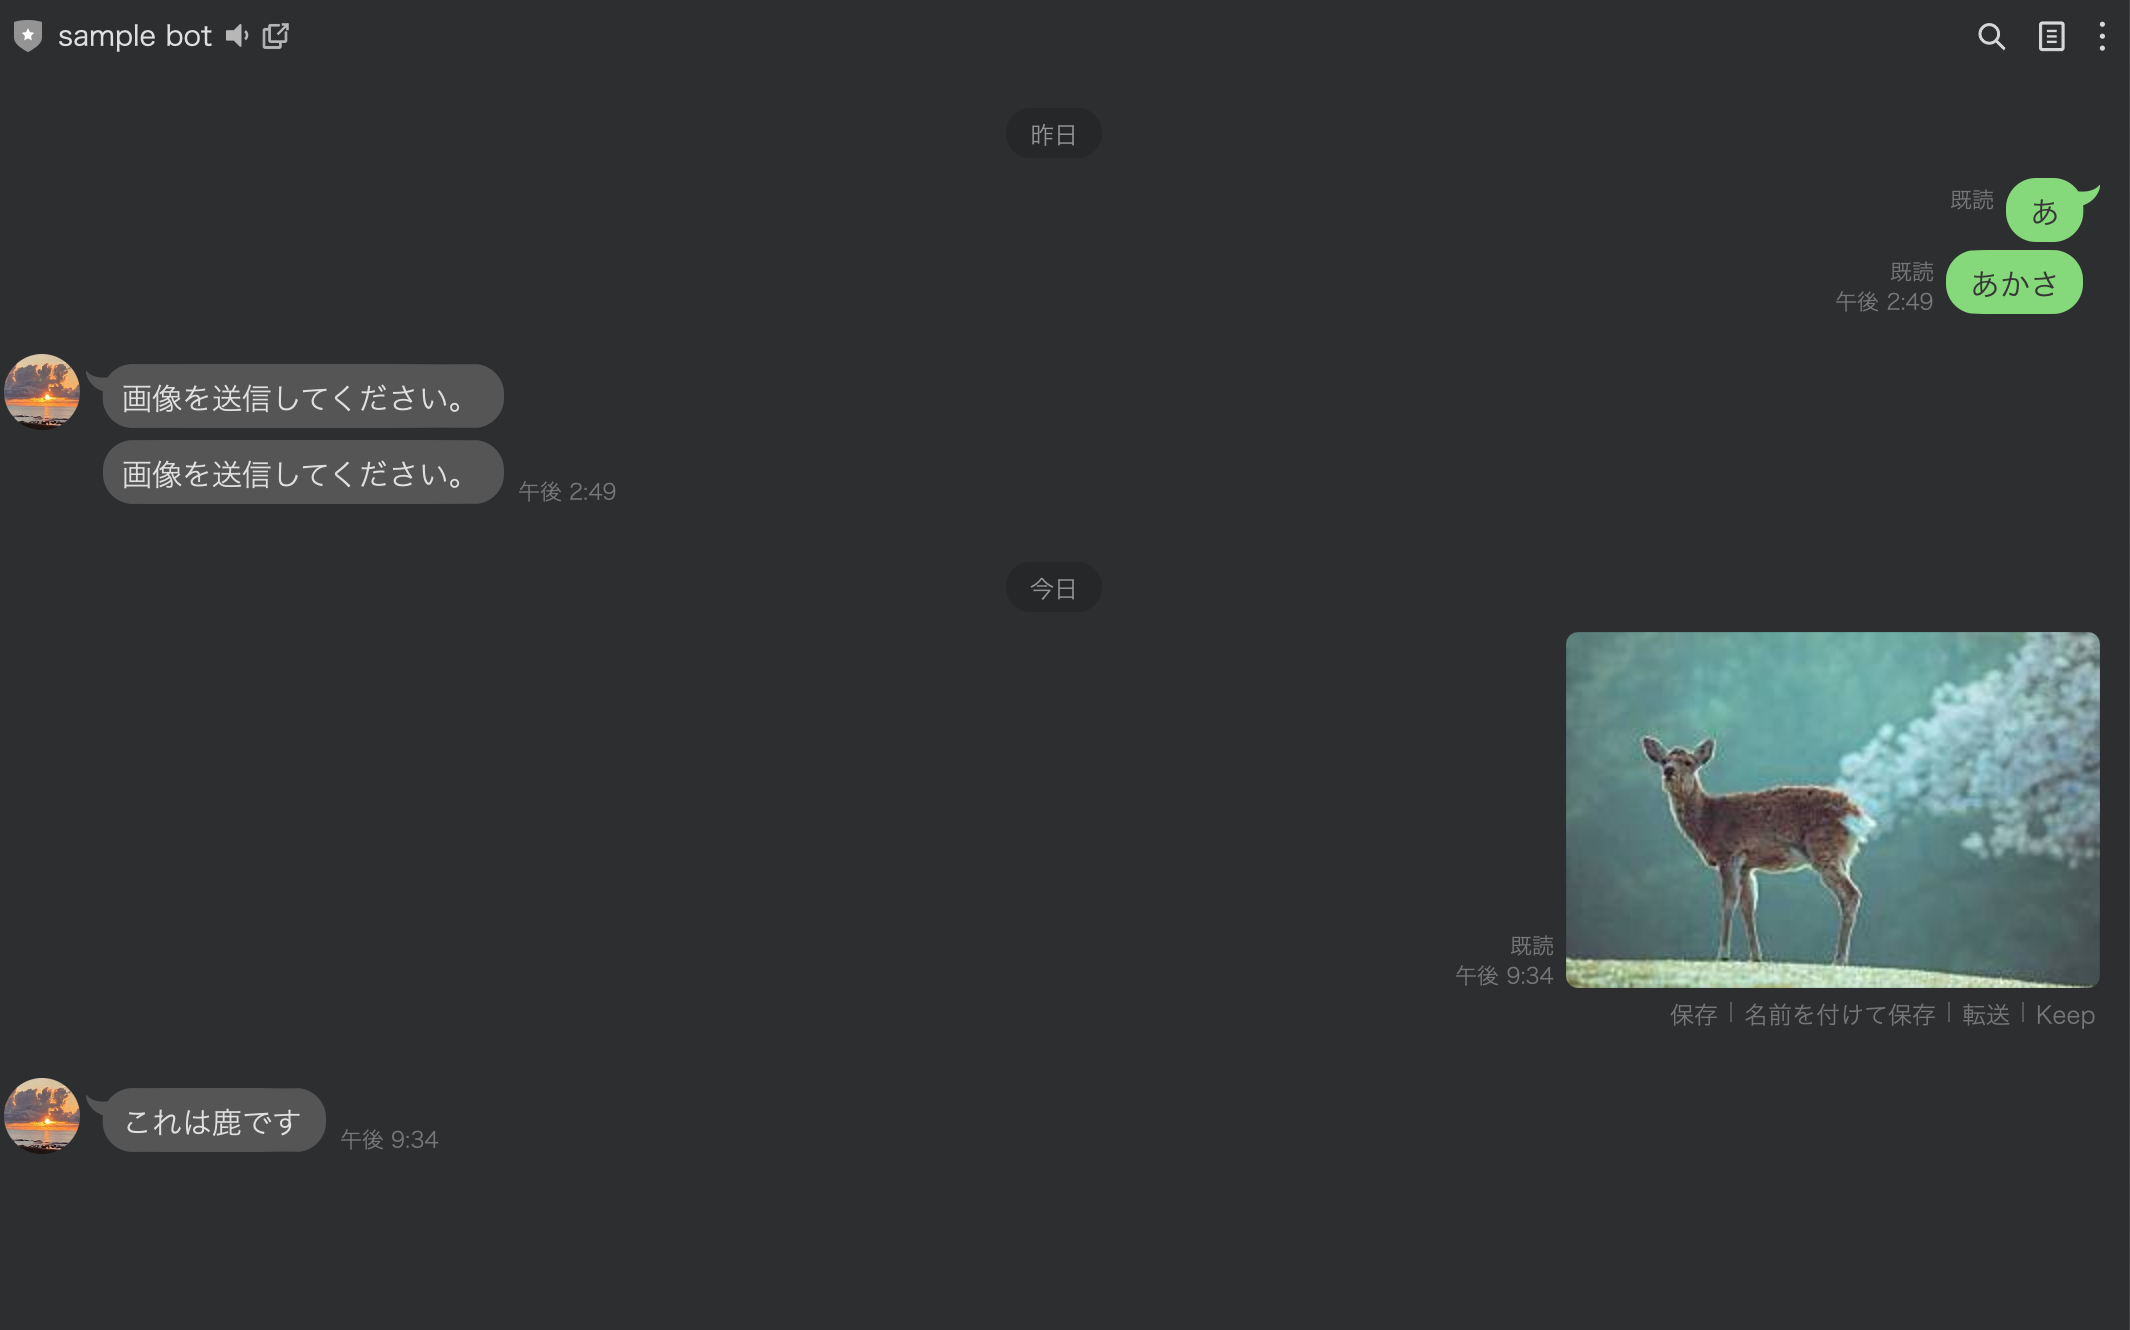 sample bot
昨日
既読
あ
既読
午後 2:49
あかさ
画像を送信してください。
画像を送信してください。
午後 2:49
今日
既読
午後 9:34
保存 | 名前を付けて保存 | 転送 | Keep
これは鹿です
午後 9:34